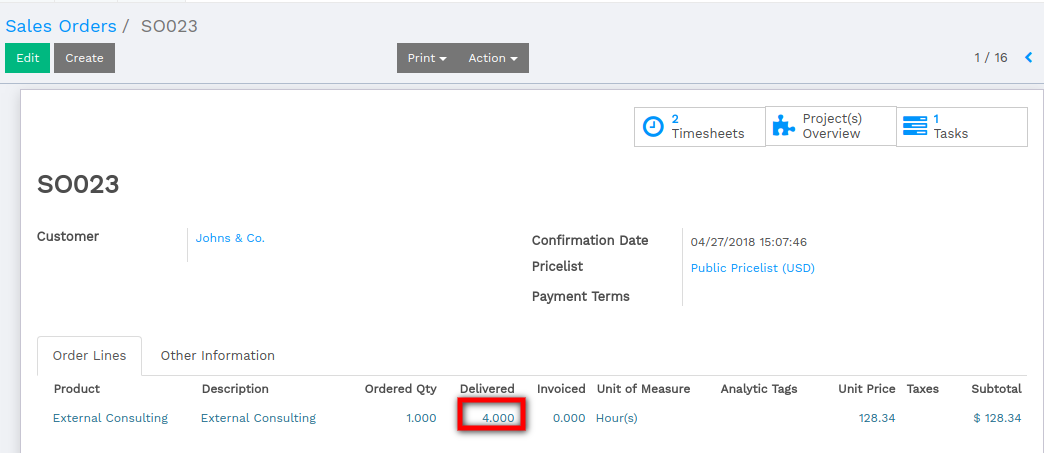 Sales Orders / SO023
Edit Create Print Action 1 / 16
2 Timesheets
Project(s) Overview
1 Tasks
SO023
Customer Johns & Co.
Confirmation Date 04/27/2018 15:07:46
Pricelist Public Pricelist (USD)
Payment Terms
Order Lines Other Information
Product Description Ordered Qty Delivered Invoiced Unit of Measure Analytic Tags Unit Price Taxes Subtotal
External Consulting External Consulting 1.000 4.000 0.000 Hour(s) 128.34 $ 128.34